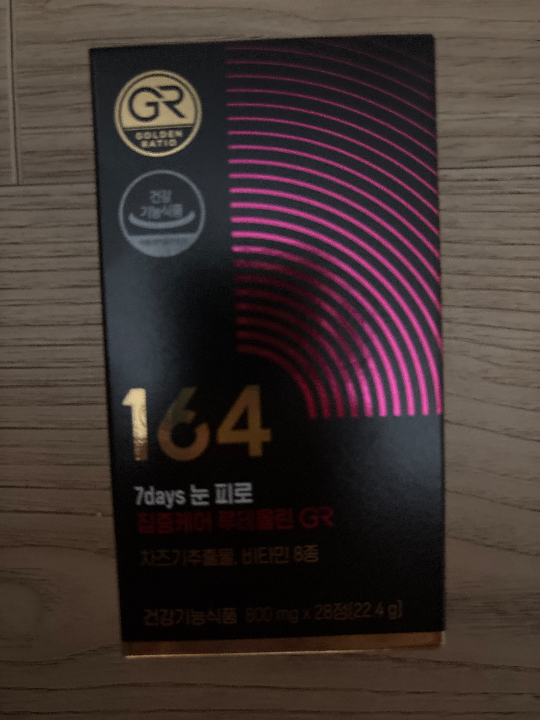 GR
GOLDEN
RATIO
건강
기능식품
164
7days 눈 피로
집중케어 루테올린 GR
차즈기추출물, 비타민 8종
건강기능식품 800 mg x 28정(22.4 g)